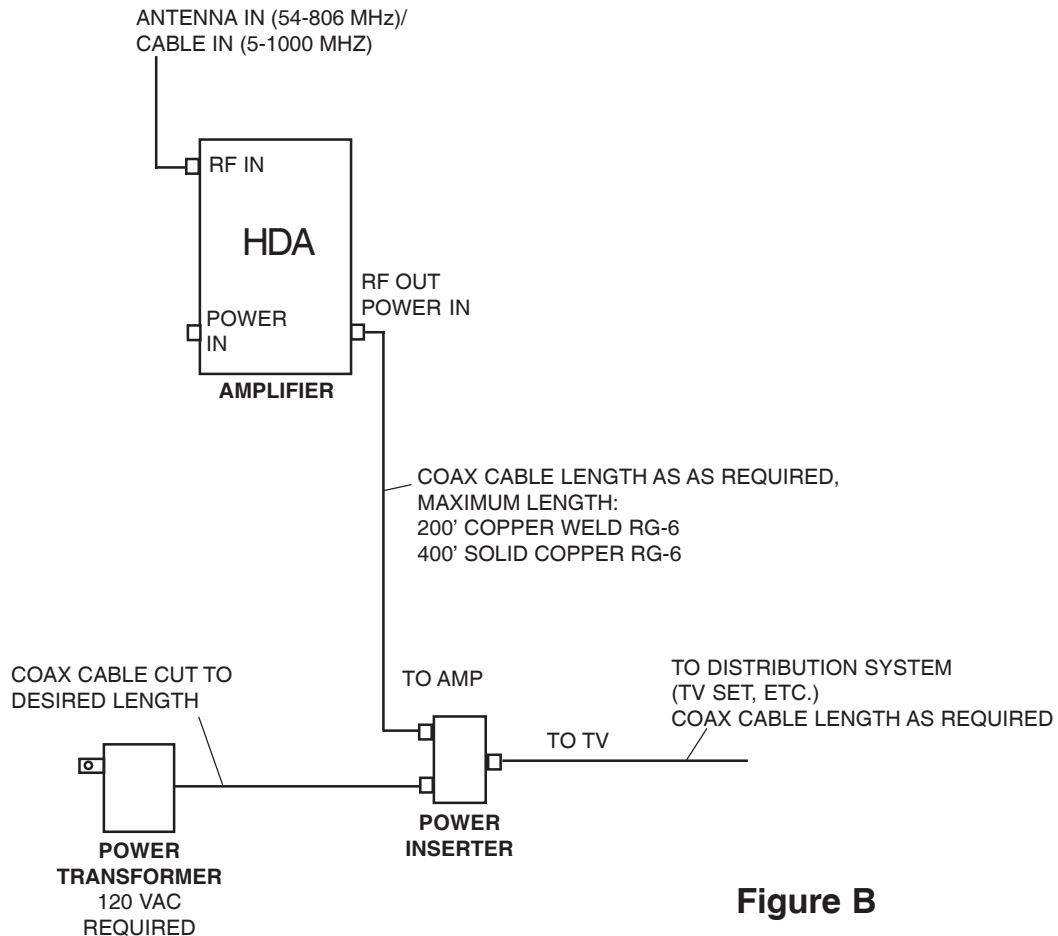 ANTENNA IN (54-806 MHz)/
CABLE IN (5-1000 MHZ)
RF IN
HDA
RF OUT
POWER IN
POWER
IN
AMPLIFIER
COAX CABLE LENGTH AS AS REQUIRED,
MAXIMUM LENGTH:
200' COPPER WELD RG-6
400' SOLID COPPER RG-6
COAX CABLE CUT TO
DESIRED LENGTH
TO AMP
TO DISTRIBUTION SYSTEM
(TV SET, ETC.)
COAX CABLE LENGTH AS REQUIRED
TO TV
POWER
INSERTER
POWER
TRANSFORMER
120 VAC
REQUIRED
Figure B